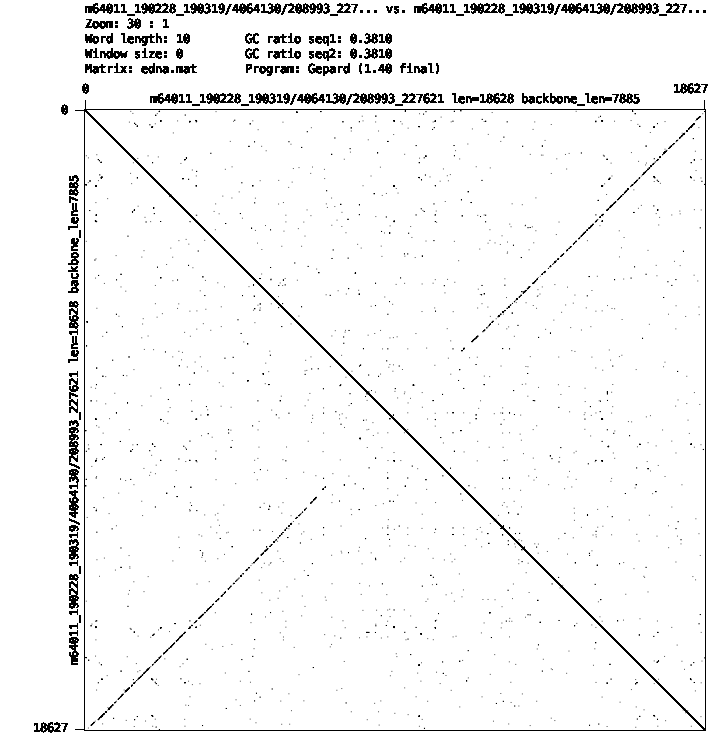 m64011_190228_190319/4064130/208993_227... vs. m64011_190228_190319/4064130/208993_227...
Zoom: 30 : 1
Word length: 10 GC ratio seq1: 0.3810
Window size: 0 GC ratio seq2: 0.3810
Matrix: edna.mat Program: Gepard (1.40 final)
0 18627
m64011_190228_190319/4064130/208993_227621 len=18628 backbone_len=7885
0
m64011_190228_190319/4064130/208993_227621 len=18628 backbone_len=7885
18627